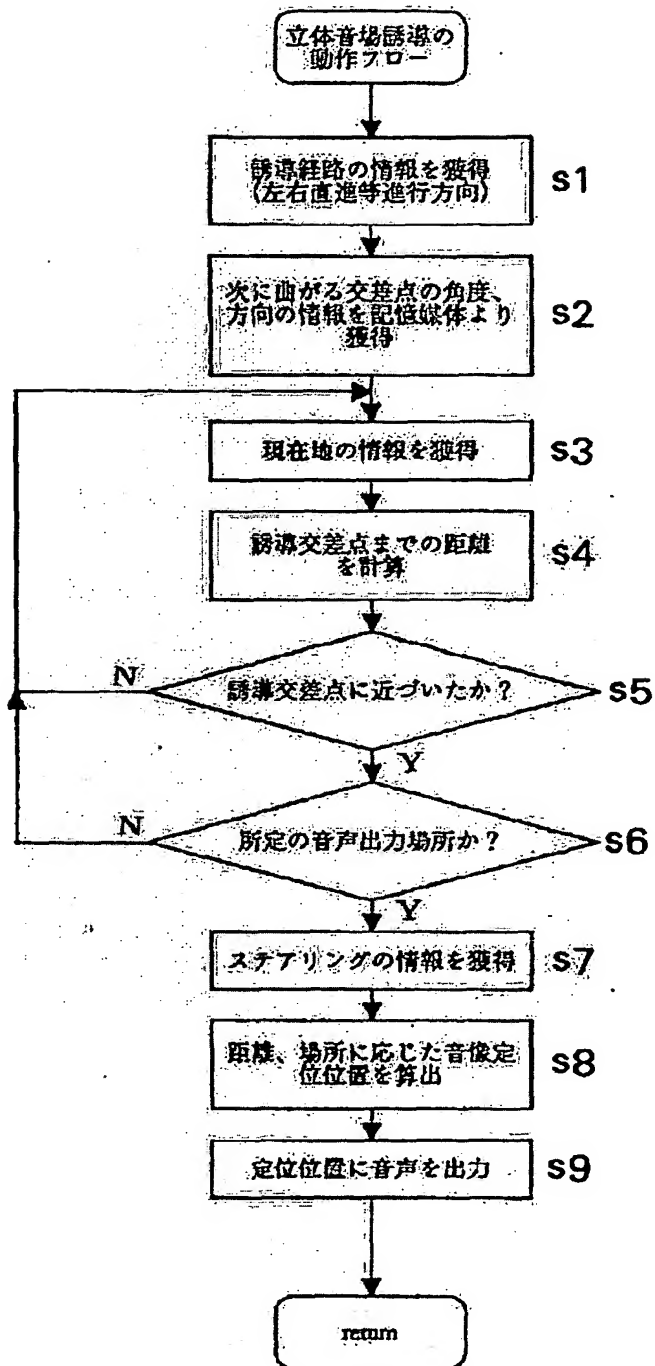 立体音場誘導の
動作フロー
誘導経路の情報を獲得
(左右直進等進行方向)
s1
次に曲がる交差点の角度、
方向の情報を記憶媒体より
獲得
s2
現在地の情報を獲得
s3
誘導交差点までの距離
を計算
s4
誘導交差点に近づいたか?
s5
N
Y
所定の音声出力場所か?
s6
N
Y
ステアリングの情報を獲得
s7
距離、場所に応じた音像定
位位置を算出
s8
定位位置に音声を出力
s9
return